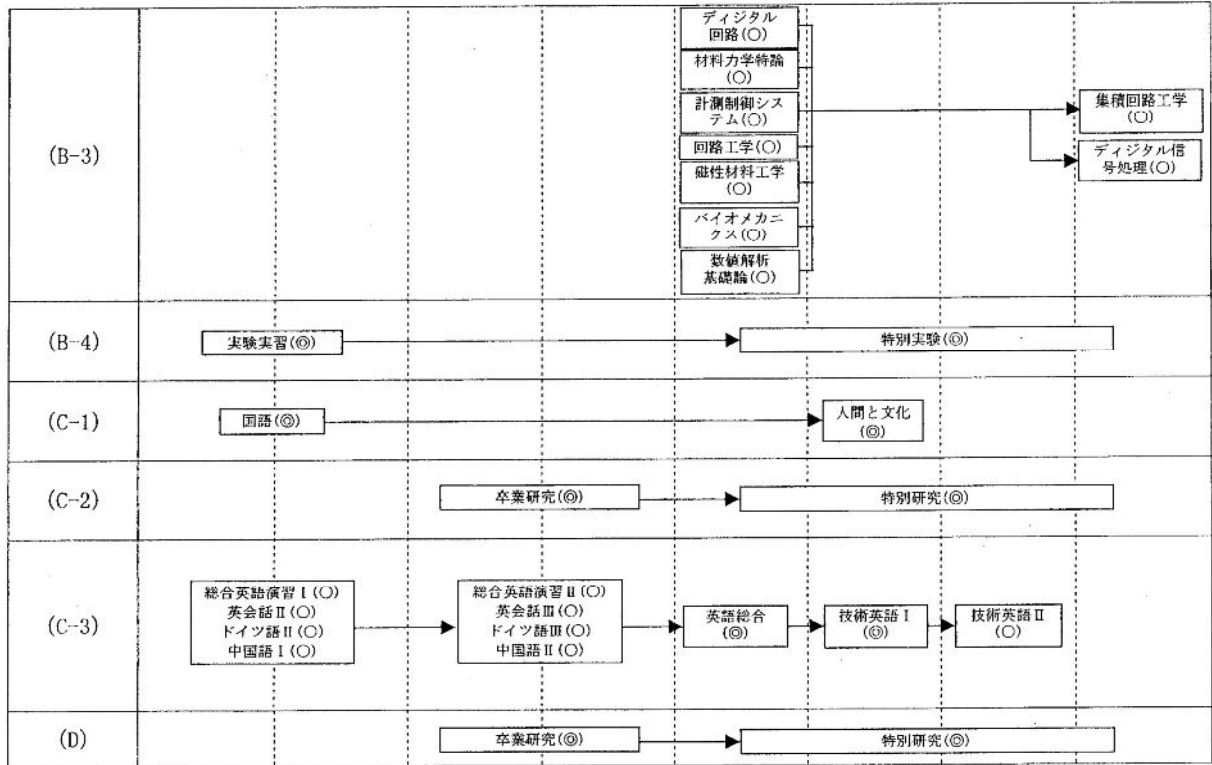 (B-3)
ディジタル
回路(○)
材料力学特論
(○)
計測制御シス
テム(○)
回路工学(○)
磁性材料工学
(○)
バイオメカニ
クス(○)
数値解析
基礎論(○)
集積回路工学
(○)
ディジタル信
号処理(○)
(B-4)
実験実習(◎)
特別実験(◎)
(C-1)
国語(◎)
人間と文化
(◎)
(C-2)
卒業研究(◎)
特別研究(◎)
(C-3)
総合英語演習Ⅰ(○)
英会話Ⅱ(○)
ドイツ語Ⅱ(○)
中国語Ⅰ(○)
総合英語演習Ⅱ(○)
英会話Ⅲ(○)
ドイツ語Ⅲ(○)
中国語Ⅱ(○)
英語総合
(◎)
技術英語Ⅰ
(◎)
技術英語Ⅱ
(○)
(D)
卒業研究(◎)
特別研究(◎)